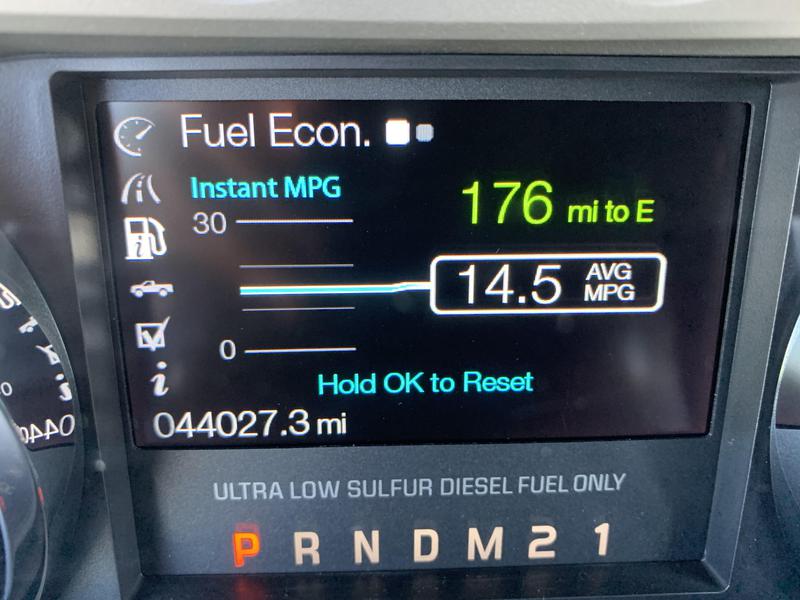 Fuel Econ.
Instant MPG
176 mi to E
30
14.5 AVG MPG
0
Hold OK to Reset
044027.3 mi
ULTRA LOW SULFUR DIESEL FUEL ONLY
P R N D M 2 1